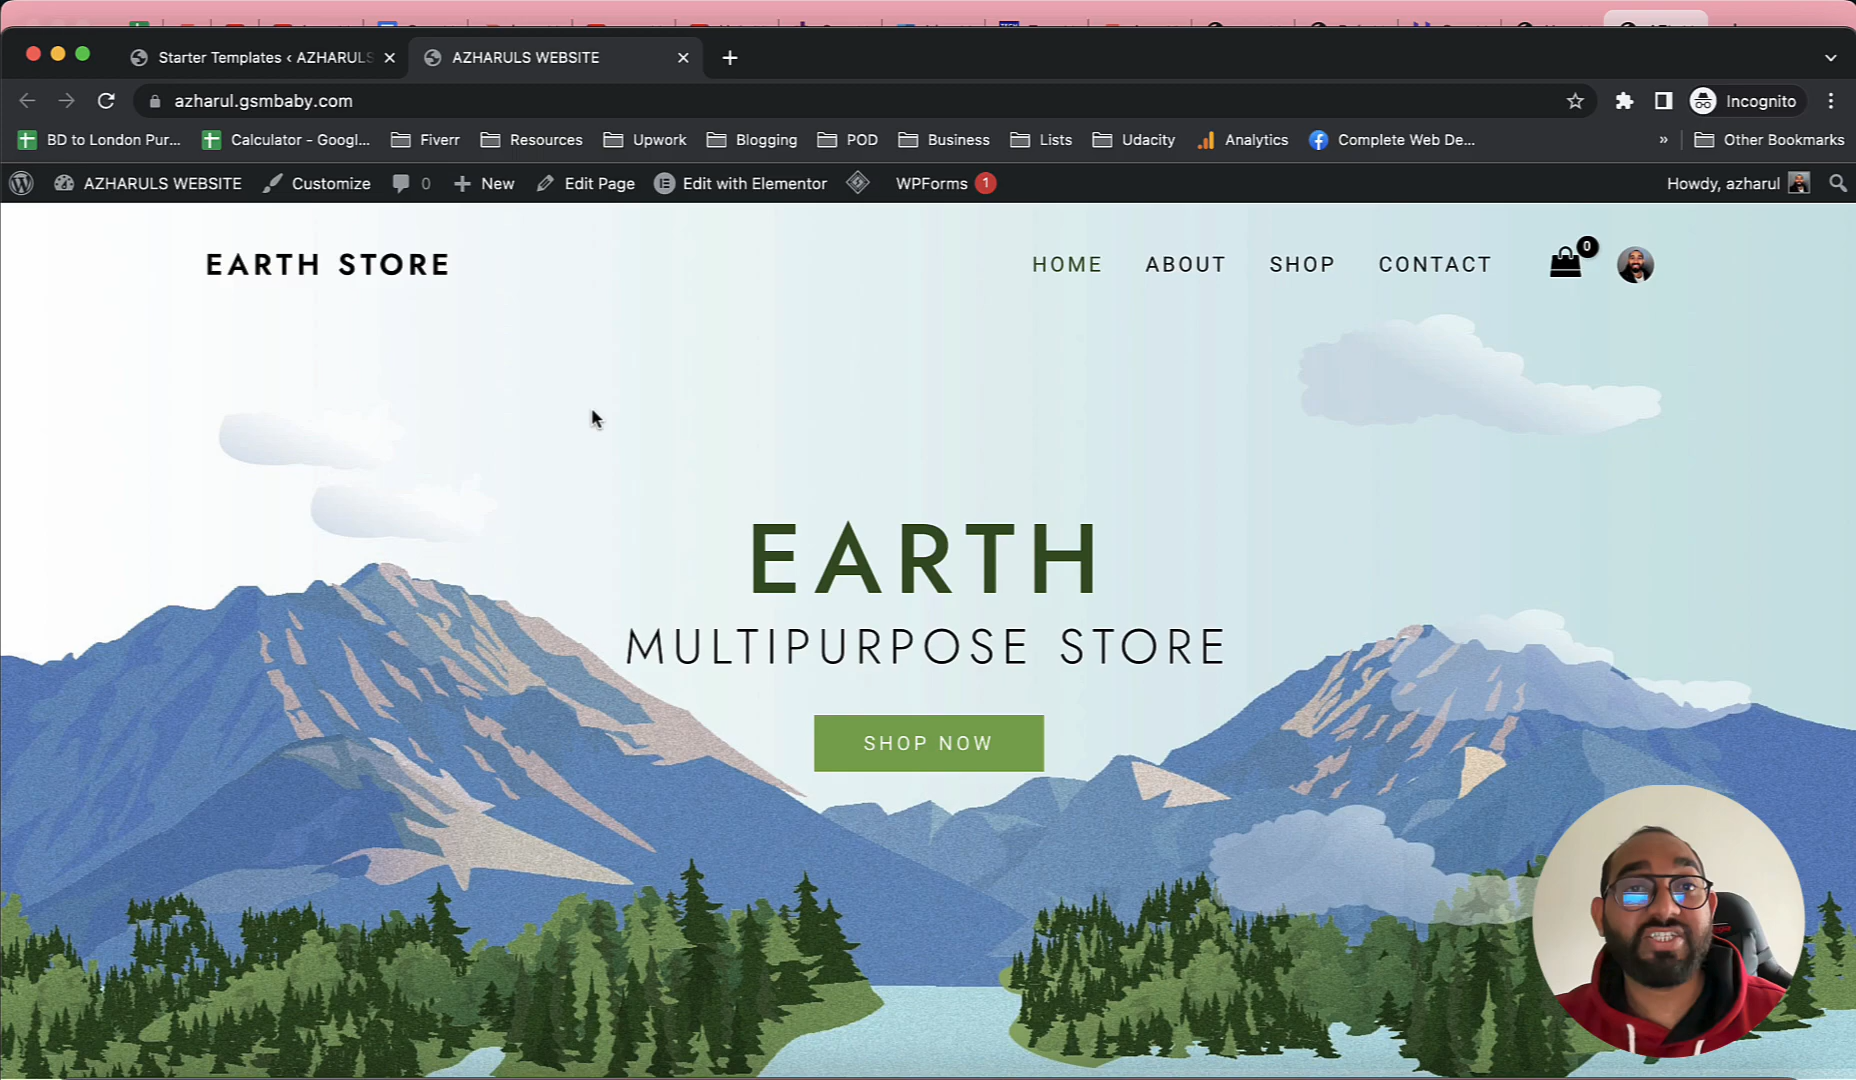 Starter Templates ‹ AZHARULS
AZHARULS WEBSITE
azharul.gsmbaby.com
Incognito
BD to London Pur...
Calculator - Googl...
Fiverr
Resources
Upwork
Blogging
POD
Business
Lists
Udacity
Analytics
Complete Web De...
»
Other Bookmarks
AZHARULS WEBSITE
Customize
0
New
Edit Page
Edit with Elementor
WPForms 1
Howdy, azharul
EARTH STORE
HOME
ABOUT
SHOP
CONTACT
0
EARTH
MULTIPURPOSE STORE
SHOP NOW